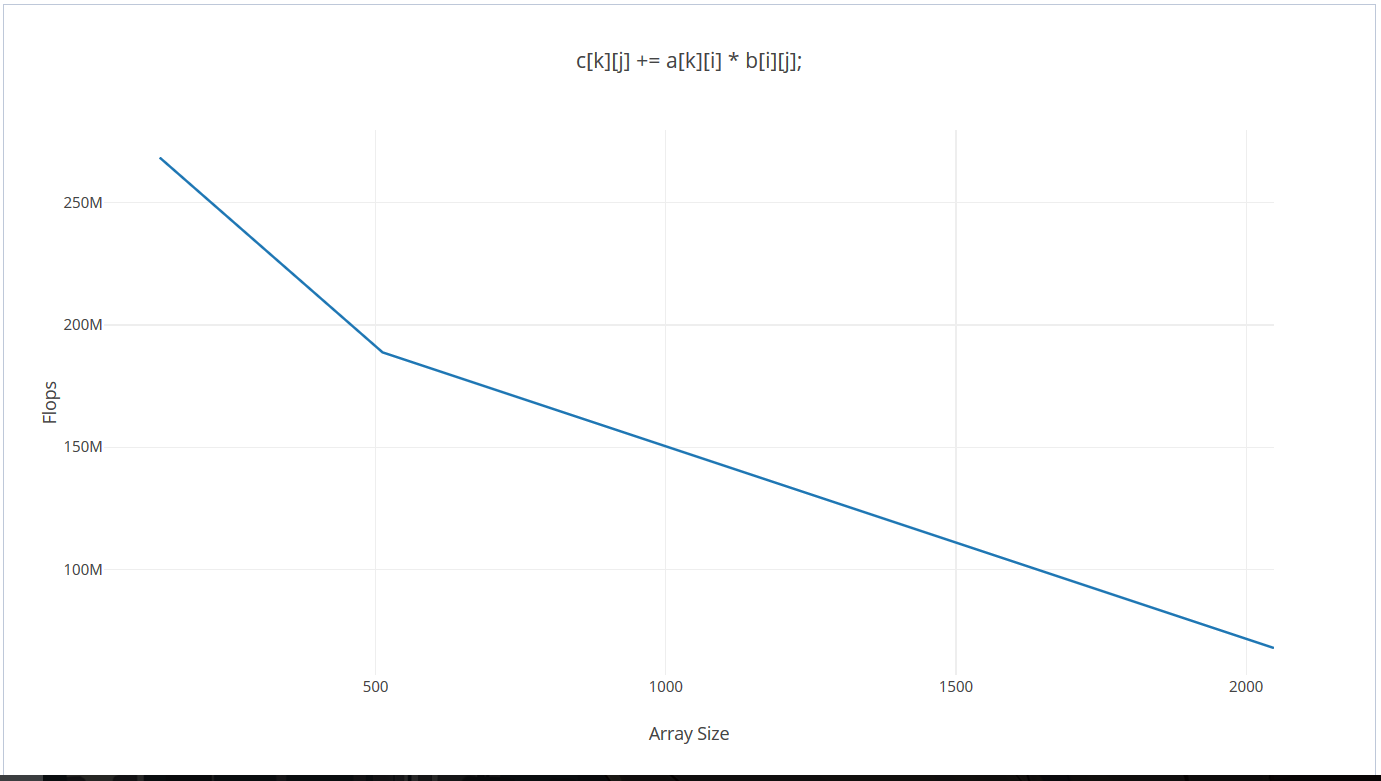 c[k][j] += a[k][i] * b[i][j];
250M
200M
150M
100M
Flops
500 1000 1500 2000
Array Size